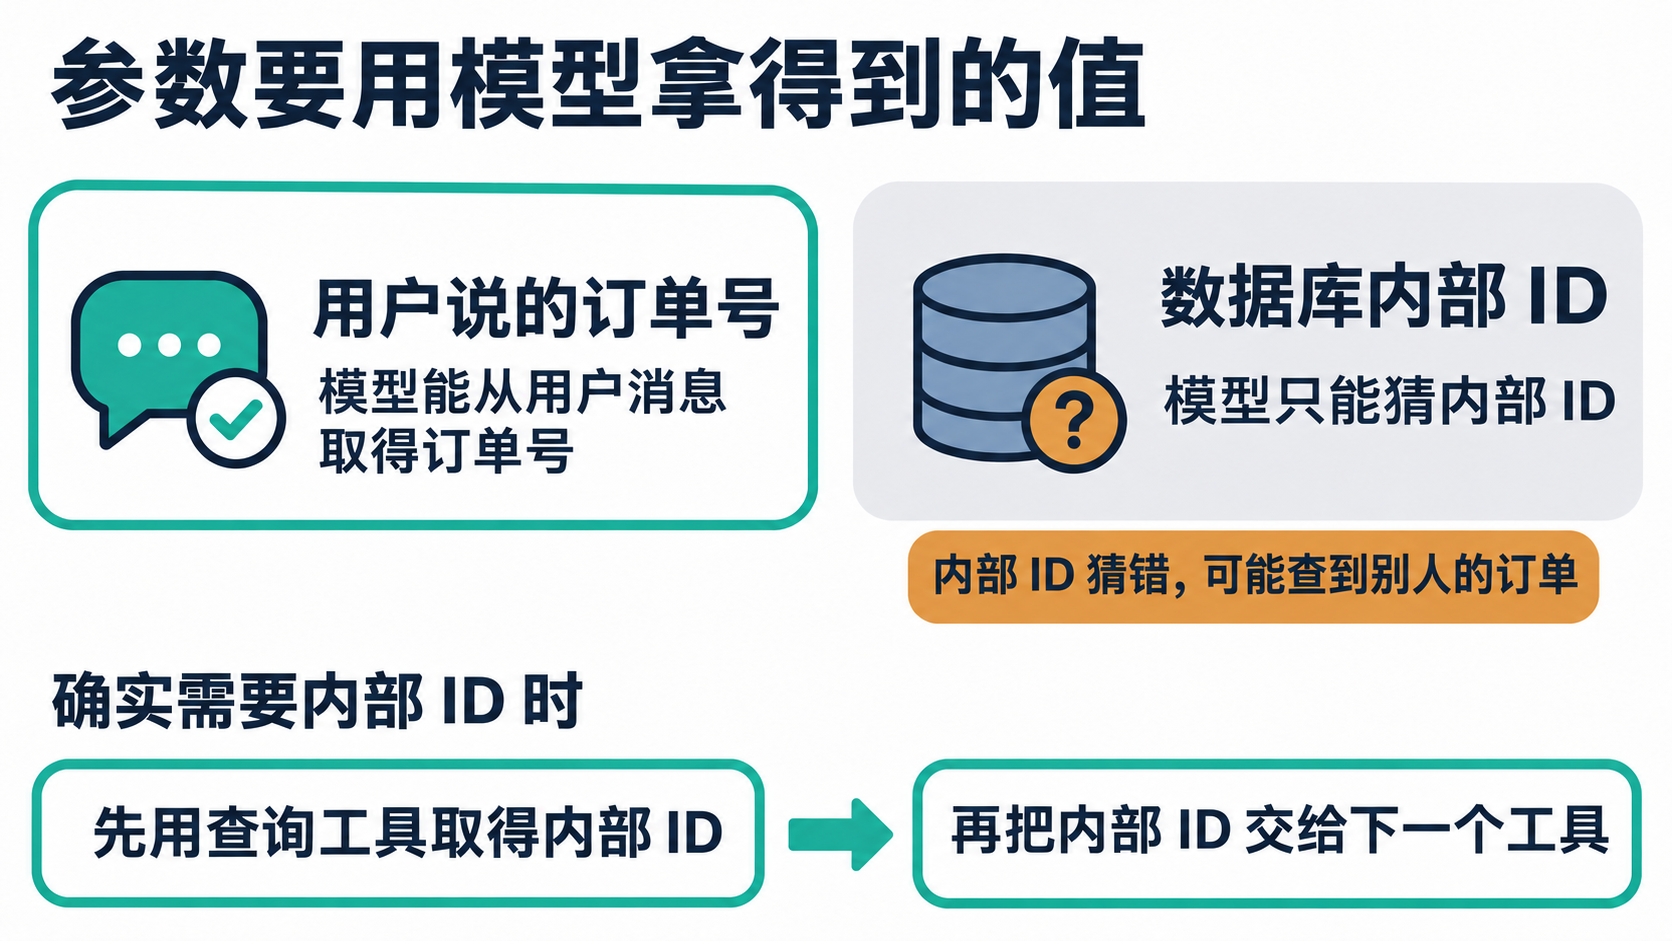 参数要用模型拿得到的值
用户说的订单号
模型能从用户消息
取得订单号
数据库内部 ID
模型只能猜内部 ID
?
内部 ID 猜错，可能查到别人的订单
确实需要内部 ID 时
先用查询工具取得内部 ID
再把内部 ID 交给下一个工具